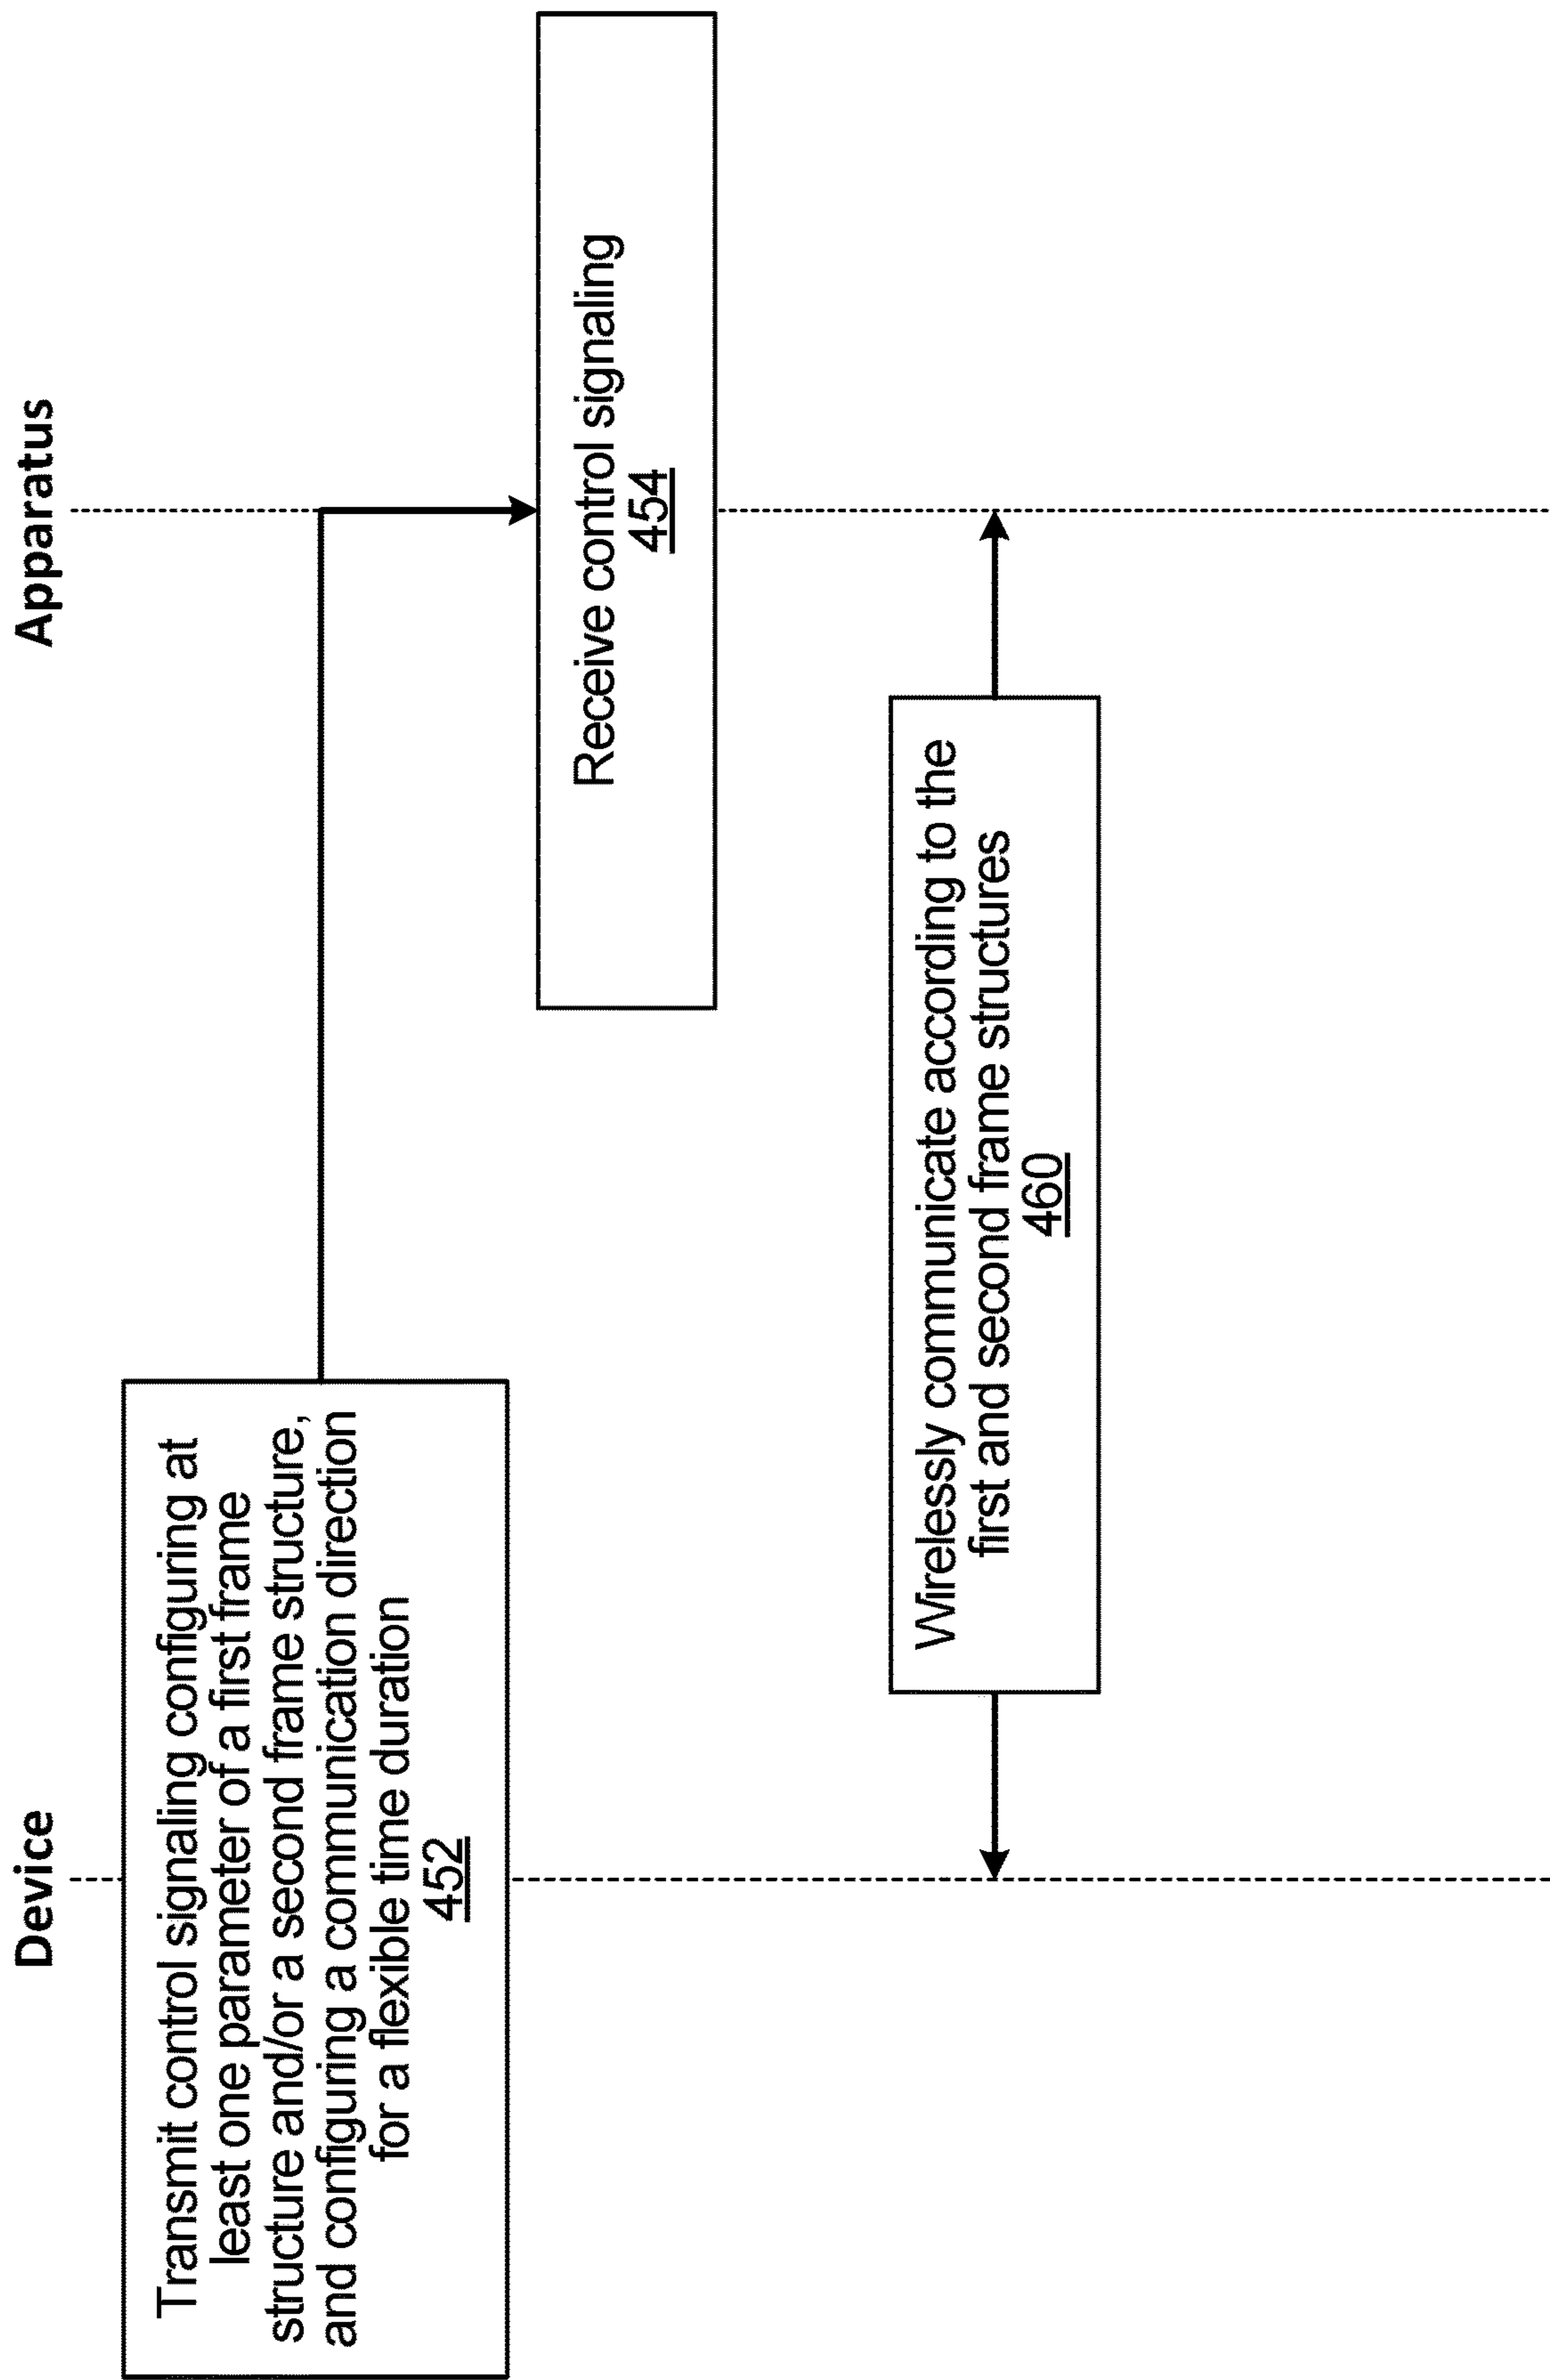 Device
Apparatus
Transmit control signaling configuring at
least one parameter of a first frame
structure and/or a second frame structure,
and configuring a communication direction
for a flexible time duration
452
Receive control signaling
454
Wirelessly communicate according to the
first and second frame structures
460